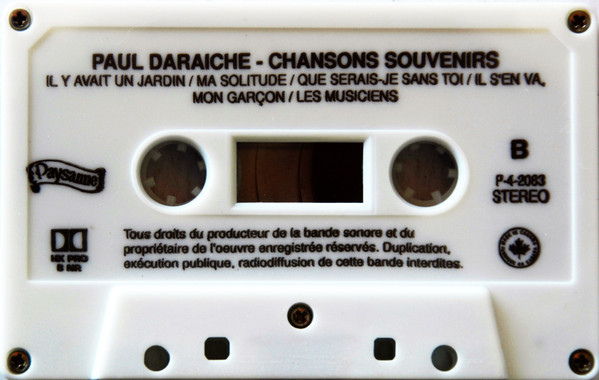 PAUL DARAICHE - CHANSONS SOUVENIRS
IL Y AVAIT UN JARDIN / MA SOLITUDE / QUE SERAIS-JE SANS TOI / IL S'EN VA,
MON GARÇON / LES MUSICIENS
Paysanne
B
P-4-2083
STEREO
HX PRO
B NR
Tous droits du producteur de la bande sonore et du
propriétaire de l'oeuvre enregistrée réservés. Duplication,
exécution publique, radiodiffusion de cette bande interdites.